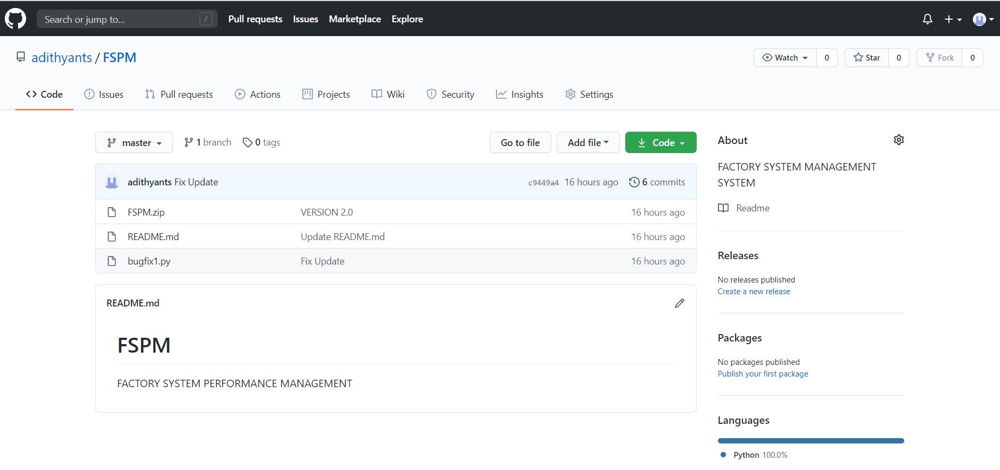 Search or jump to... / Pull requests Issues Marketplace Explore
adithyants / FSPM Watch 0 Star 0 Fork 0
Code Issues Pull requests Actions Projects Wiki Security Insights Settings
master 1 branch 0 tags Go to file Add file Code
adithyants Fix Update c9449a4 16 hours ago 6 commits
FSPM.zip VERSION 2.0 16 hours ago
README.md Update README.md 16 hours ago
bugfix1.py Fix Update 16 hours ago
README.md
FSPM
FACTORY SYSTEM PERFORMANCE MANAGEMENT
About
FACTORY SYSTEM MANAGEMENT
SYSTEM
Readme
Releases
No releases published
Create a new release
Packages
No packages published
Publish your first package
Languages
Python 100.0%